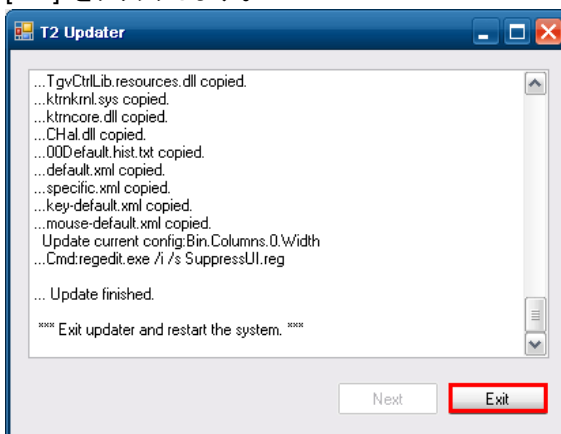 T2 Updater
...TgvCtrlLib.resources.dll copied.
...ktrnkrnl.sys copied.
...ktrncore.dll copied.
...CHal.dll copied.
...00Default.hist.txt copied.
...default.xml copied.
...specific.xml copied.
...key-default.xml copied.
...mouse-default.xml copied.
Update current config:Bin.Columns.0.Width
...Cmd:regedit.exe /i /s SuppressUI.reg
... Update finished.
*** Exit updater and restart the system. ***
Next
Exit